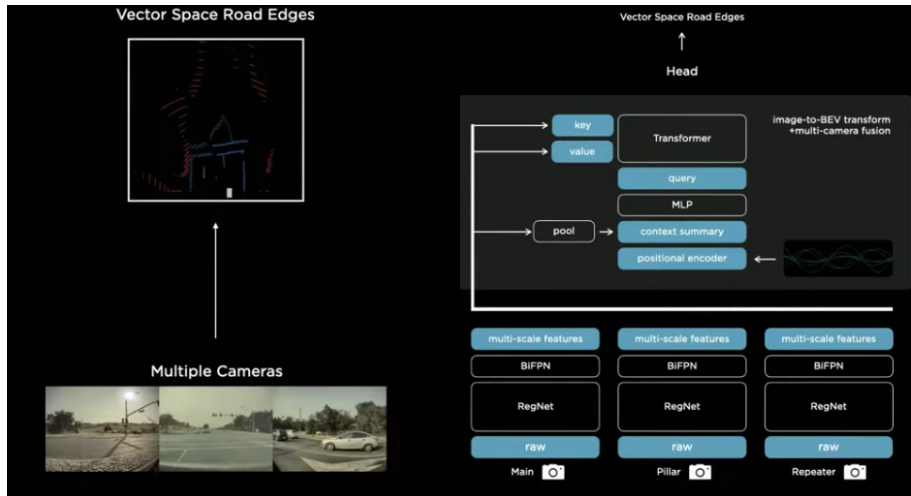 Vector Space Road Edges
Multiple Cameras
Vector Space Road Edges
Head
image-to-BEV transform
+multi-camera fusion
key
value
Transformer
query
MLP
pool
context summary
positional encoder
multi-scale features
multi-scale features
multi-scale features
BiFPN
BiFPN
BiFPN
RegNet
RegNet
RegNet
raw
raw
raw
Main
Pillar
Repeater